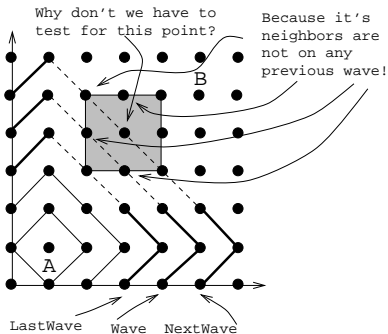 Why don't we have to
test for this point?
Because it's
neighbors are
not on any
previous wave!
B
A
LastWave
Wave
NextWave